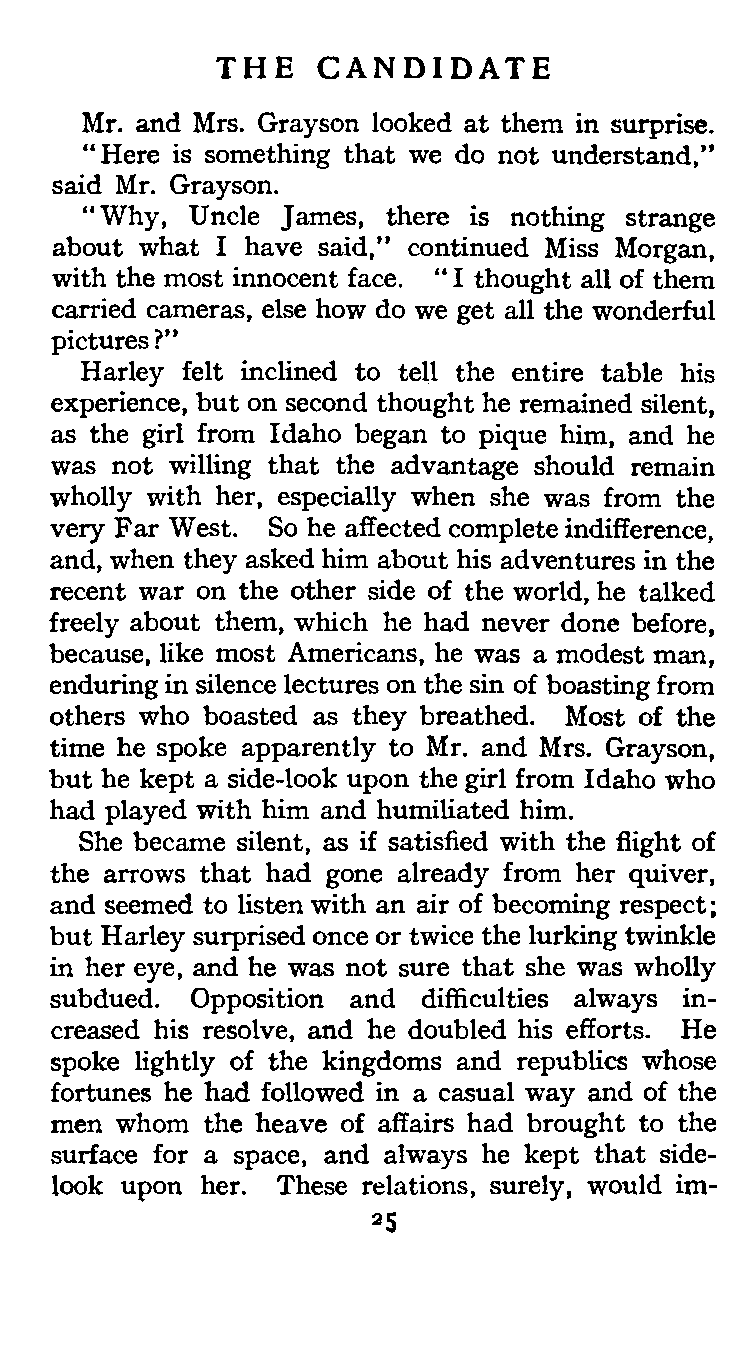 THE CANDIDATE
Mr. and Mrs. Grayson looked at them in surprise.
"Here is something that we do not understand,"
said Mr. Grayson.
"Why, Uncle James, there is nothing strange
about what I have said," continued Miss Morgan,
with the most innocent face. "I thought all of them
carried cameras, else how do we get all the wonderful
pictures?"
Harley felt inclined to tell the entire table his
experience, but on second thought he remained silent,
as the girl from Idaho began to pique him, and he
was not willing that the advantage should remain
wholly with her, especially when she was from the
very Far West. So he affected complete indifference,
and, when they asked him about his adventures in the
recent war on the other side of the world, he talked
freely about them, which he had never done before,
because, like most Americans, he was a modest man,
enduring in silence lectures on the sin of boasting from
others who boasted as they breathed. Most of the
time he spoke apparently to Mr. and Mrs. Grayson,
but he kept a side-look upon the girl from Idaho who
had played with him and humiliated him.
She became silent, as if satisfied with the flight of
the arrows that had gone already from her quiver,
and seemed to listen with an air of becoming respect;
but Harley surprised once or twice the lurking twinkle
in her eye, and he was not sure that she was wholly
subdued. Opposition and difficulties always in-
creased his resolve, and he doubled his efforts. He
spoke lightly of the kingdoms and republics whose
fortunes he had followed in a casual way and of the
men whom the heave of affairs had brought to the
surface for a space, and always he kept that side-
look upon her. These relations, surely, would im-
25